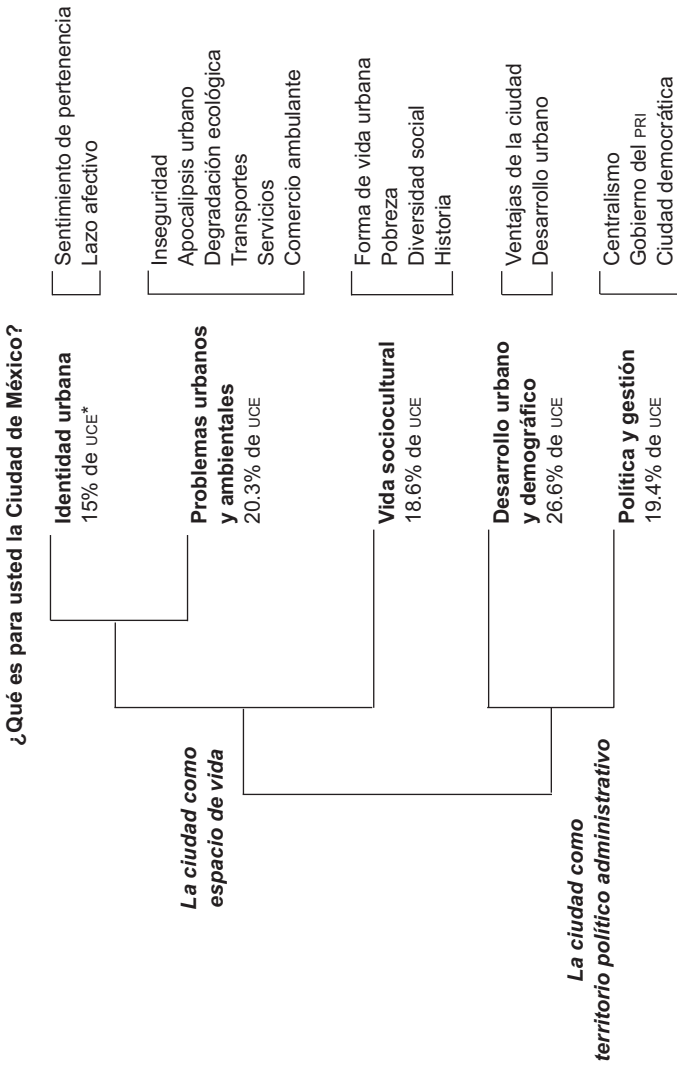 ¿Qué es para usted la Ciudad de México?
La ciudad como
espacio de vida
Identidad urbana
15% de UCE*
Sentimiento de pertenencia
Lazo afectivo
Problemas urbanos
y ambientales
20.3% de UCE
Inseguridad
Apocalipsis urbano
Degradación ecológica
Transportes
Servicios
Comercio ambulante
Vida sociocultural
18.6% de UCE
Forma de vida urbana
Pobreza
Diversidad social
Historia
La ciudad como
territorio político administrativo
Desarrollo urbano
y demográfico
26.6% de UCE
Ventajas de la ciudad
Desarrollo urbano
Política y gestión
19.4% de UCE
Centralismo
Gobierno del PRI
Ciudad democrática